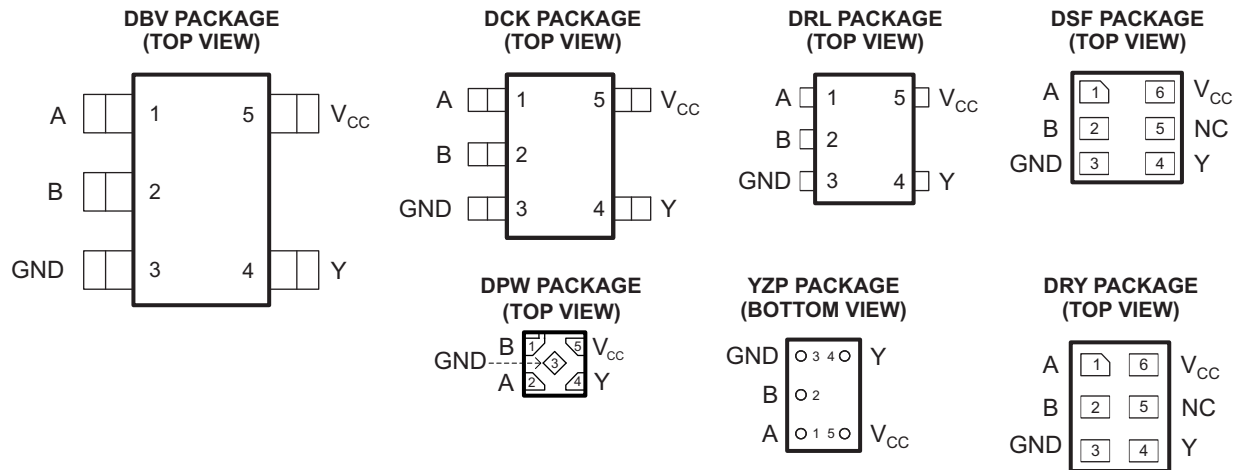 DBV PACKAGE
(TOP VIEW)
A 1 5 VCC
B 2
GND 3 4 Y
DCK PACKAGE
(TOP VIEW)
A 1 5 VCC
B 2
GND 3 4 Y
DRL PACKAGE
(TOP VIEW)
A 1 5 VCC
B 2
GND 3 4 Y
DSF PACKAGE
(TOP VIEW)
A 1 6 VCC
B 2 5 NC
GND 3 4 Y
DPW PACKAGE
(TOP VIEW)
B 1 5 VCC
GND 3
A 2 4 Y
YZP PACKAGE
(BOTTOM VIEW)
GND 3 4 Y
B 2
A 1 5 VCC
DRY PACKAGE
(TOP VIEW)
A 1 6 VCC
B 2 5 NC
GND 3 4 Y